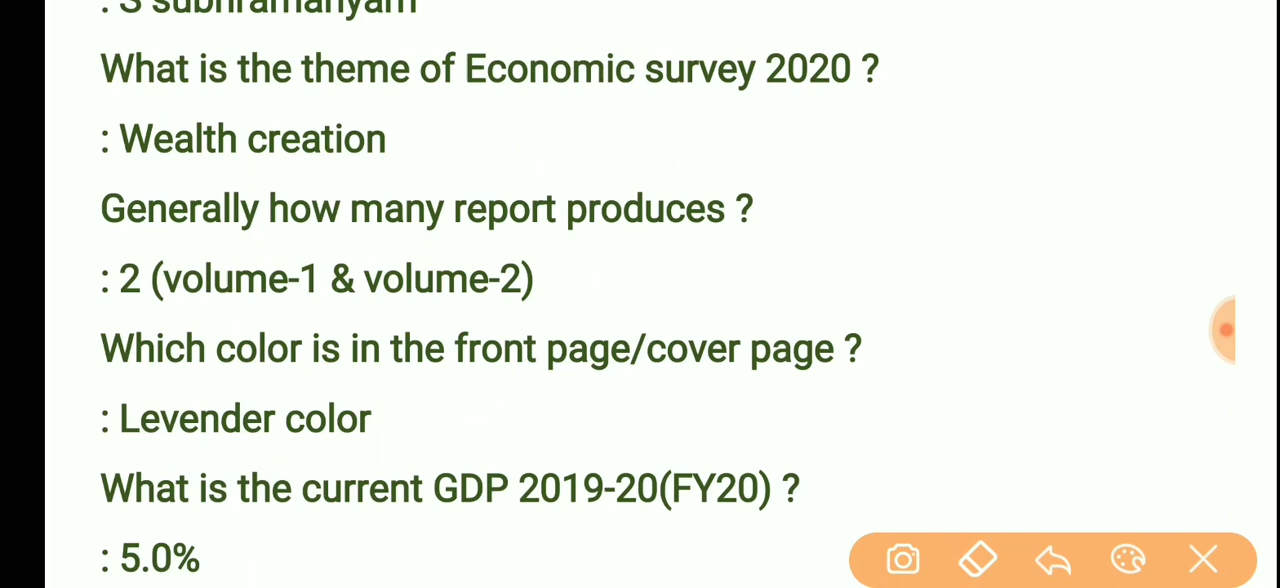 : S subhramanyam
What is the theme of Economic survey 2020 ?
: Wealth creation
Generally how many report produces ?
: 2 (volume-1 & volume-2)
Which color is in the front page/cover page ?
: Levender color
What is the current GDP 2019-20(FY20) ?
: 5.0%